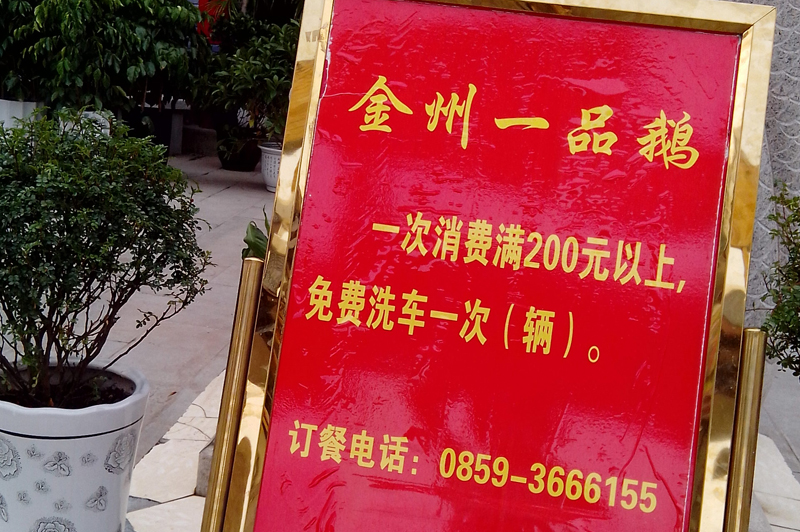 金州一品鹅
一次消费满200元以上,
免费洗车一次(辆)。
订餐电话：0859-3666155